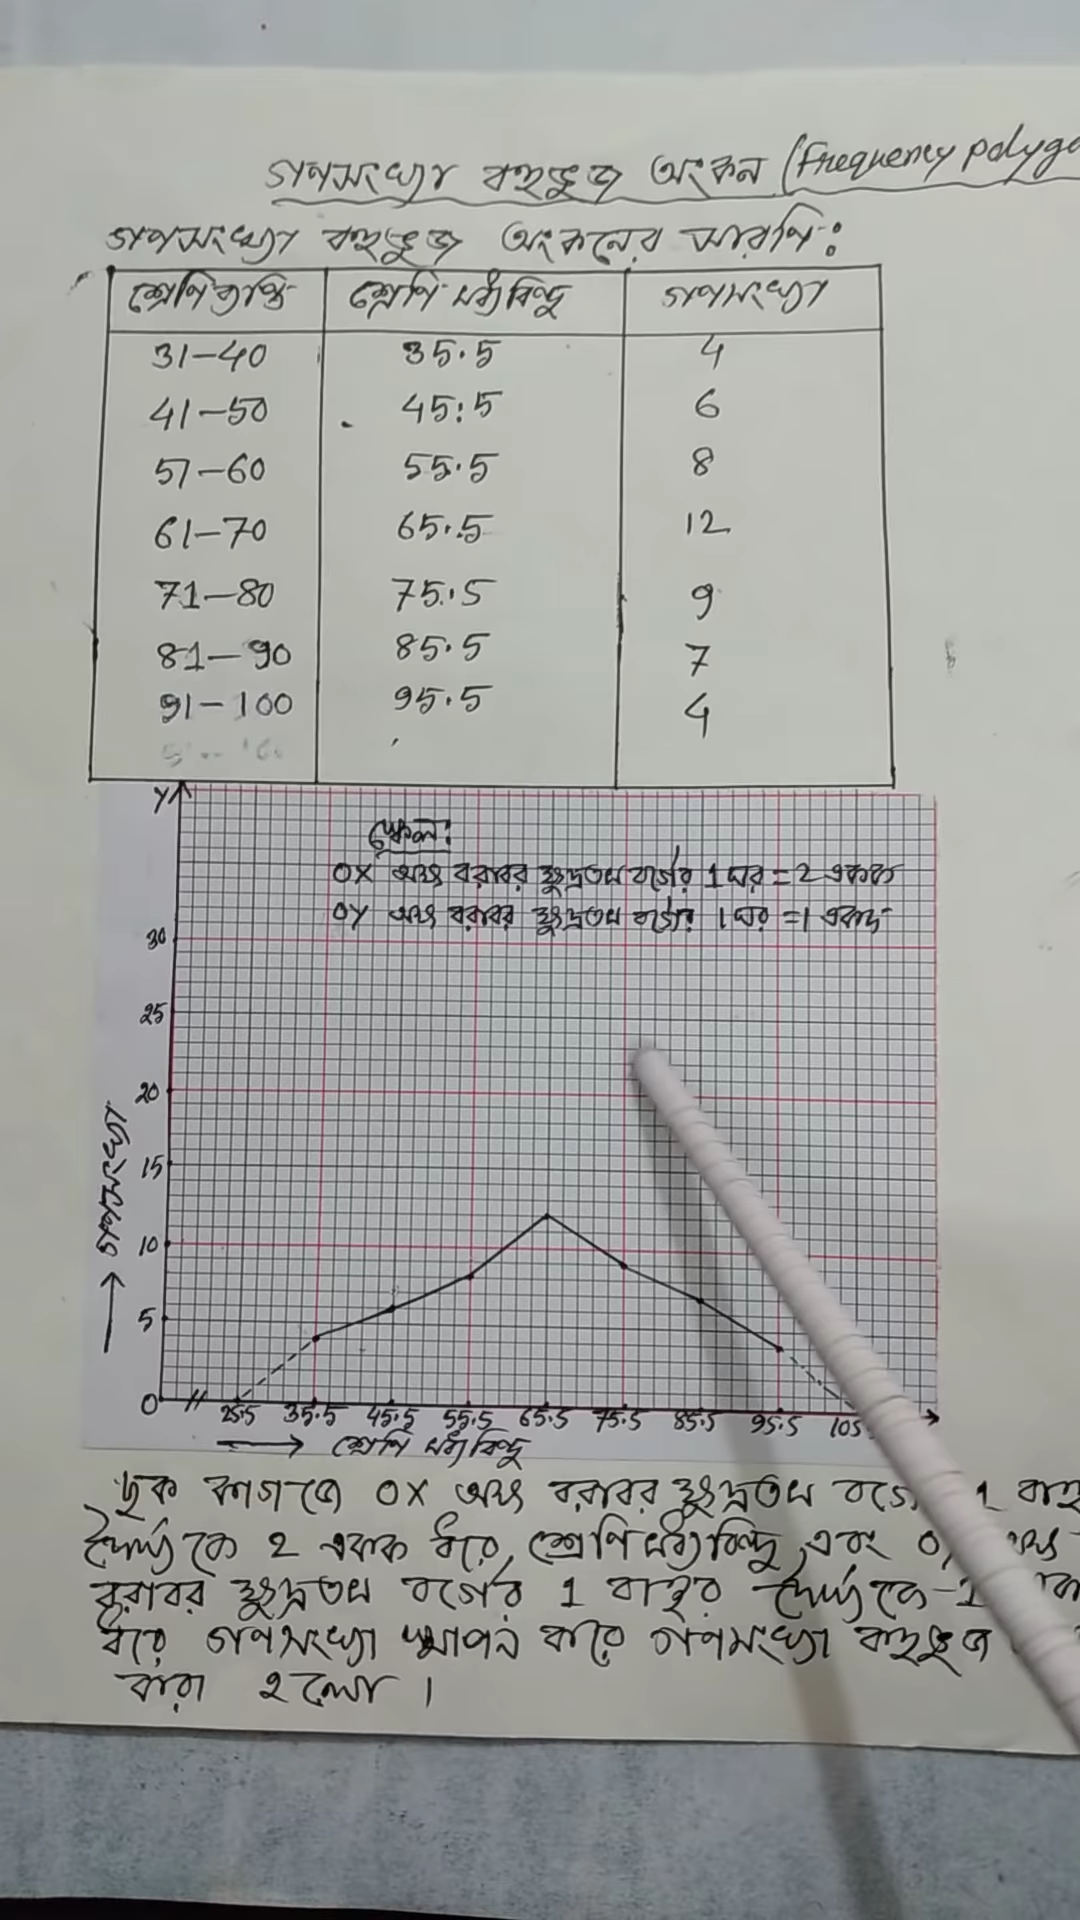 গণসংখ্যা বহুভুজ অংকন (Frequency polygo
গণসংখ্যা বহুভুজ অংকনের সারণি:
শ্রেণিব্যাপ্তি শ্রেণি মধ্যবিন্দু গণসংখ্যা
31-40 35.5 4
41-50 45.5 6
51-60 55.5 8
61-70 65.5 12
71-80 75.5 9
81-90 85.5 7
91-100 95.5 4
Y
স্কেল:
OX অক্ষ বরাবর ক্ষুদ্রতম বর্গের 1 ঘর = 2 একক
OY অক্ষ বরাবর ক্ষুদ্রতম বর্গের 1 ঘর = 1 একক
30
25
20
15
10
5
0
গণসংখ্যা
25.5 35.5 45.5 55.5 65.5 75.5 85.5 95.5 105
শ্রেণি মধ্যবিন্দু
ছক কাগজে OX অক্ষ বরাবর ক্ষুদ্রতম 1
দৈর্ঘ্যকে 2 একক ধরে শ্রেণি মধ্যবিন্দু এবং
বরাবর ক্ষুদ্রতম বর্গের 1 বাহুর দৈর্ঘ্যকে 1
ধরে গণসংখ্যা স্থাপন করে গণসংখ্যা বহুভুজ
করা হলো।